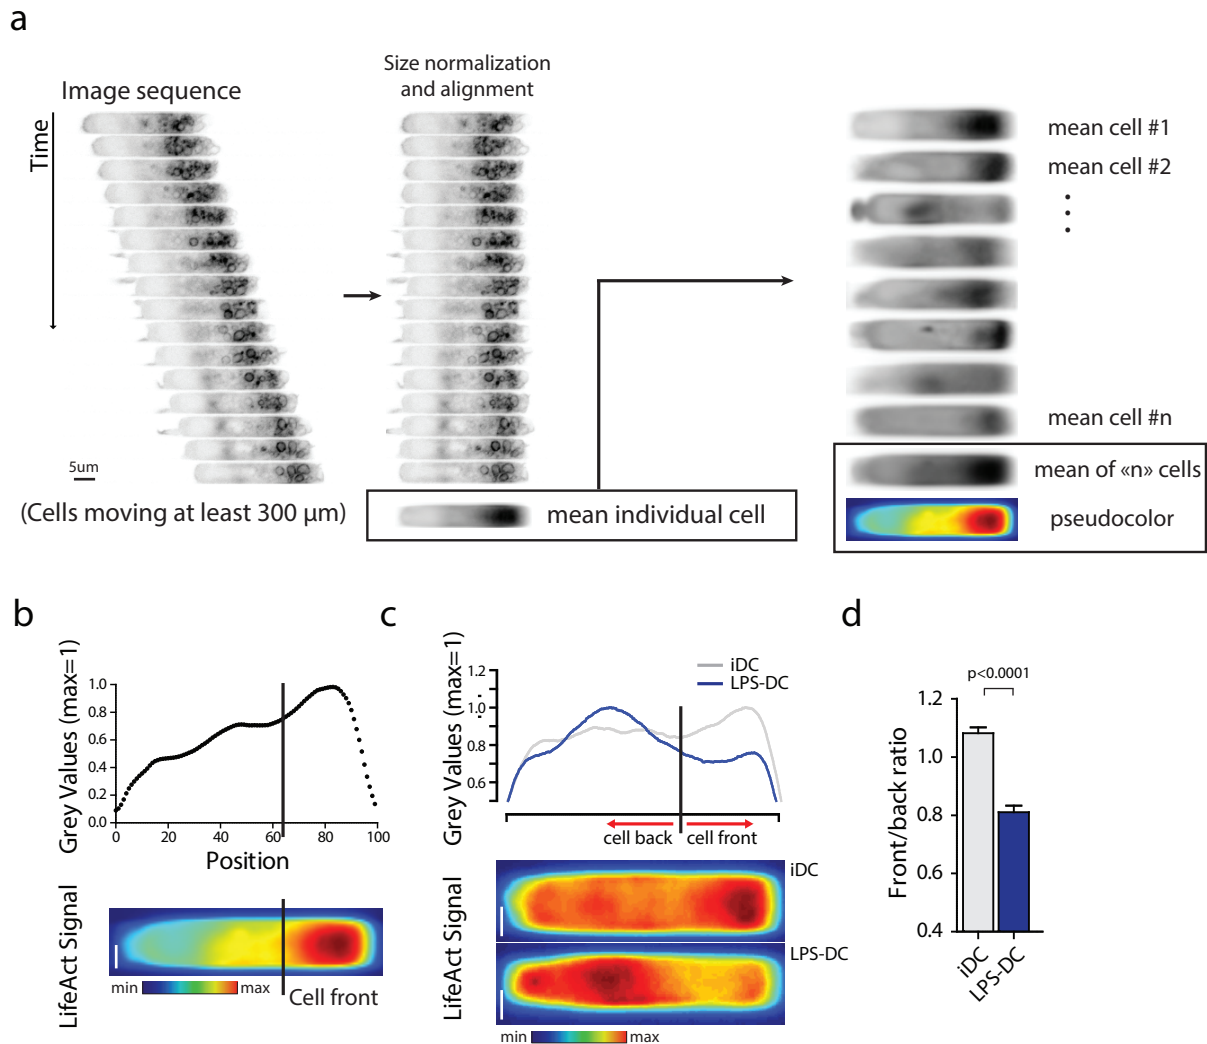 a
Size normalization
and alignment
Image sequence
Time
mean cell #1
mean cell #2
mean cell #n
mean of «n» cells
pseudocolor
5um
(Cells moving at least 300 µm)
mean individual cell
b
Grey Values (max=1)
1.0
0.8
0.6
0.4
0.2
0.0
0
20
40
60
80
100
Position
LifeAct Signal
min
max
Cell front
c
Grey Values (max=1)
1.2
1.0
0.8
0.6
iDC
LPS-DC
cell back
cell front
LifeAct Signal
iDC
LPS-DC
min
max
d
p<0.0001
Front/back ratio
1.2
1.0
0.8
0.6
0.4
iDC
LPS-DC